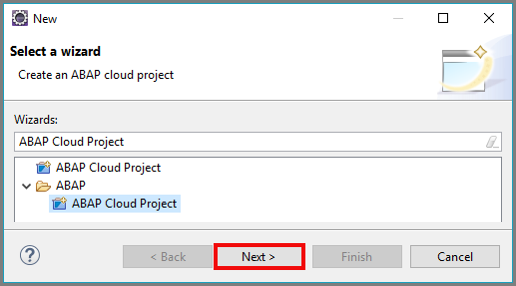 New
Select a wizard
Create an ABAP cloud project
Wizards:
ABAP Cloud Project
ABAP Cloud Project
ABAP
ABAP Cloud Project
? < Back Next > Finish Cancel